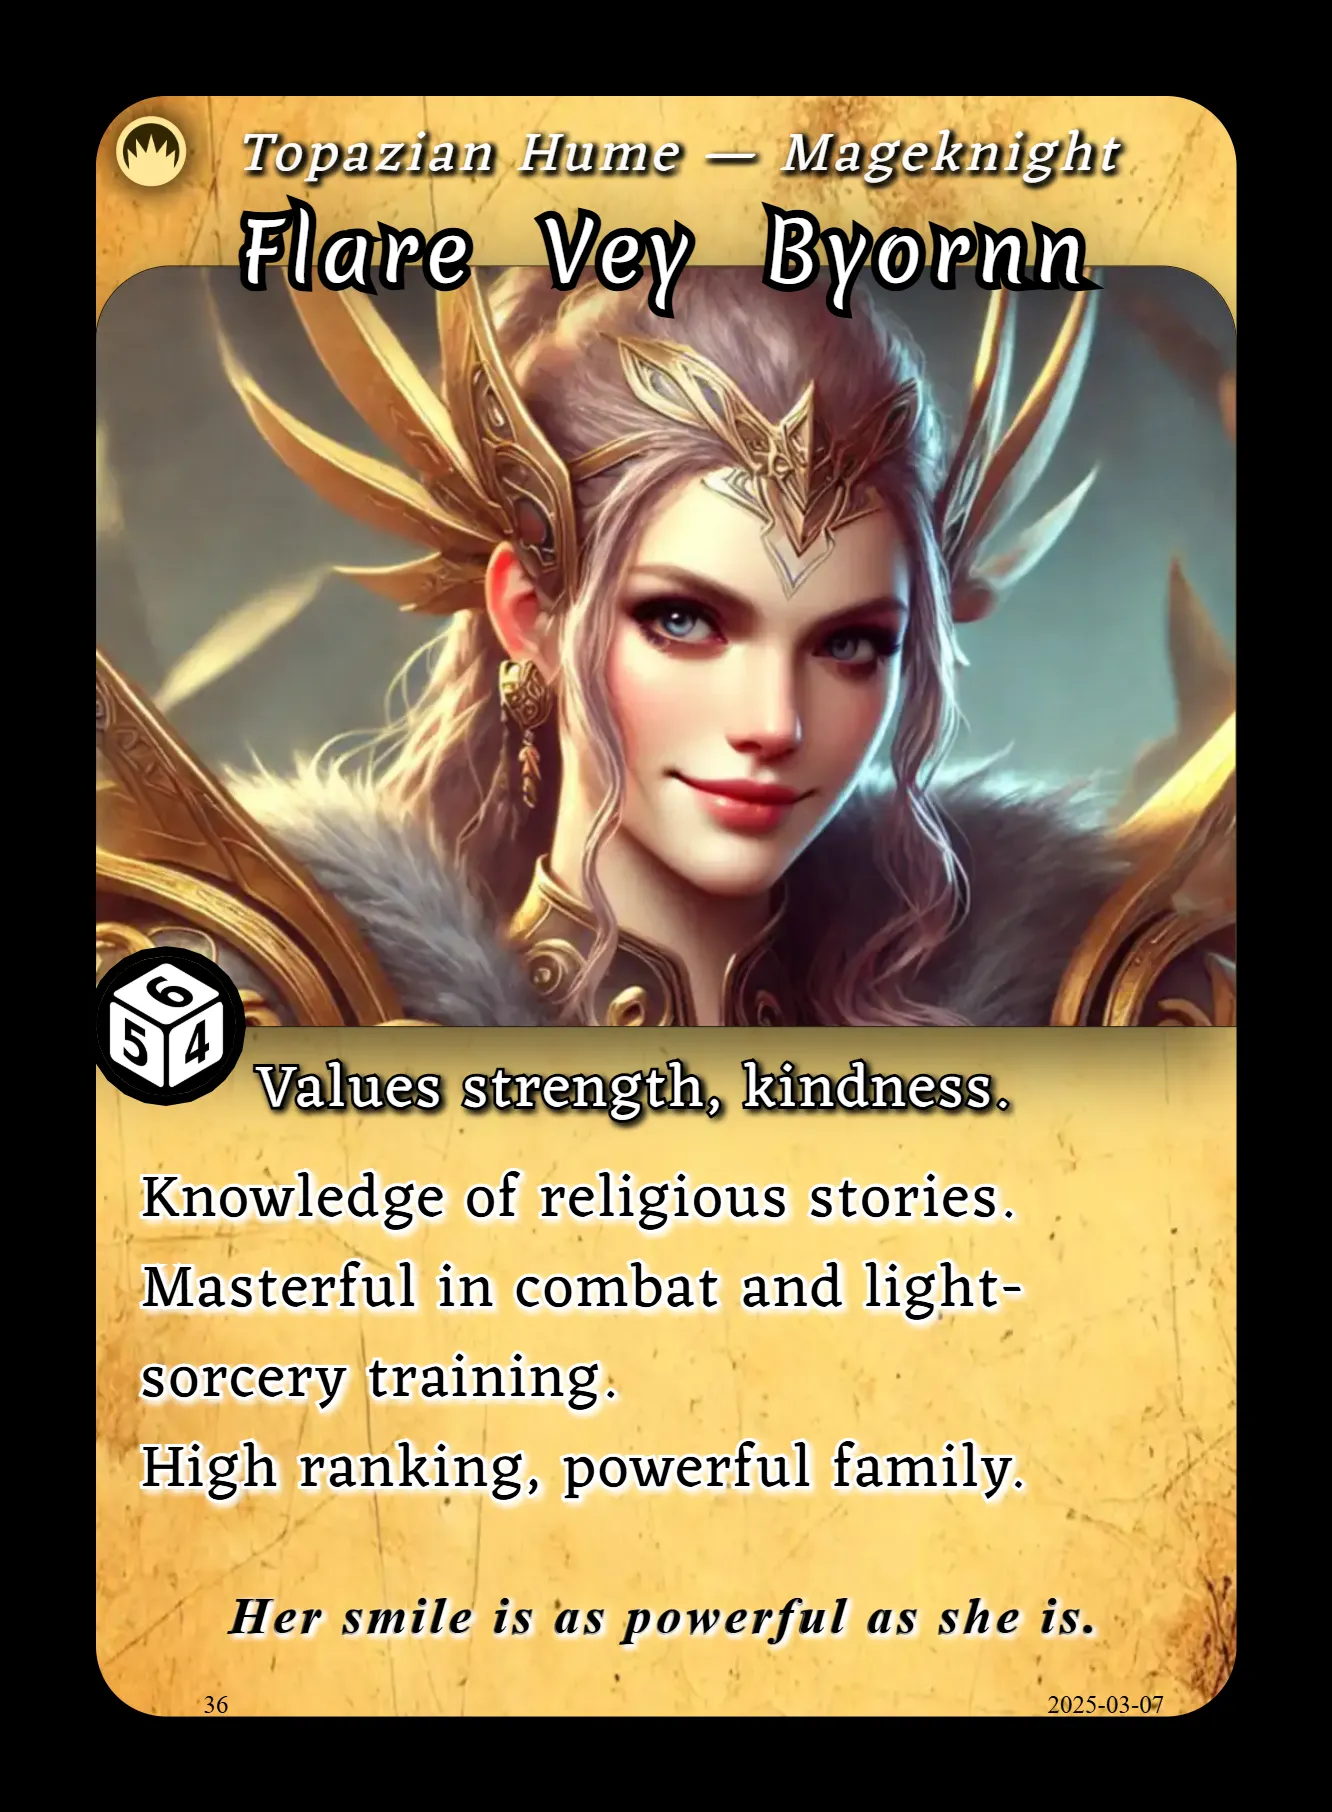 Topazian Hume — Mageknight
Flare Vey Byornn
6
5 4
Values strength, kindness.
Knowledge of religious stories.
Masterful in combat and light-
sorcery training.
High ranking, powerful family.
Her smile is as powerful as she is.
36
2025-03-07